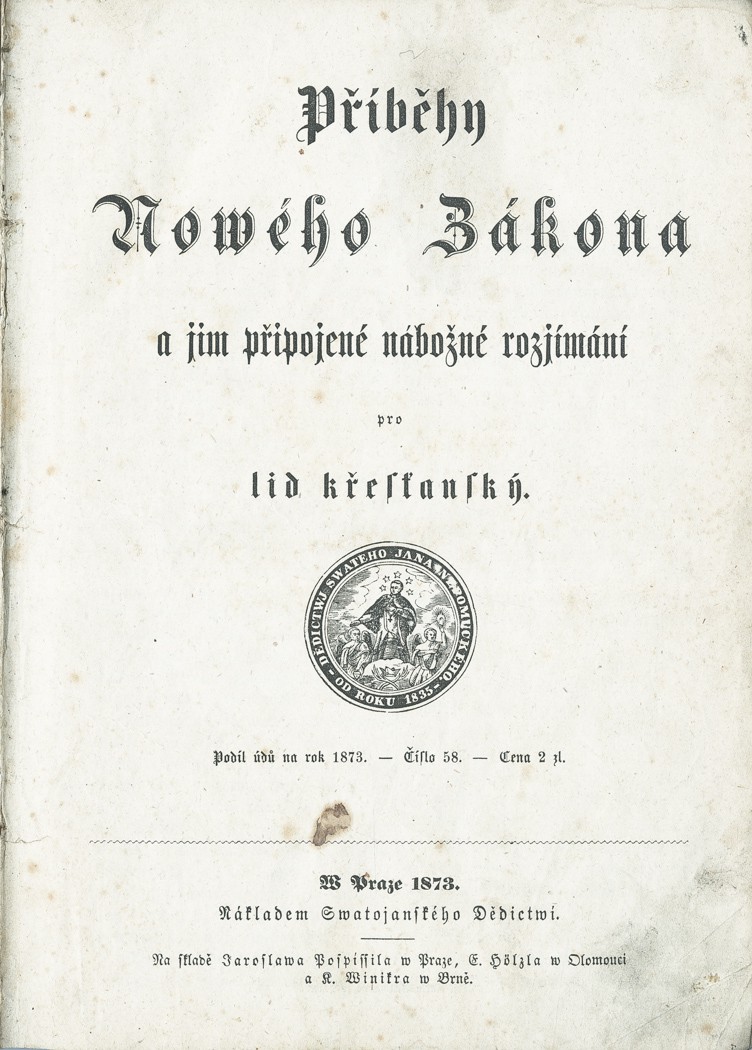 Příběhy
Nowého Zákona
a jim připojené nábožné rozjímání
pro
lid křeſťanſký.
DĚDICTWJ SWATEHO JANA NEPOMUCKÉHO.
- OD ROKU 1835 -
Podíl údů na rok 1873. — Číſlo 58. — Cena 2 zl.
W Praze 1873.
Nákladem Swatojanſkého Dědictwí.
Na ſkladě Jaroſlawa Poſpiſſila w Praze, E. Hölzla w Olomouci
a K. Winikra w Brně.